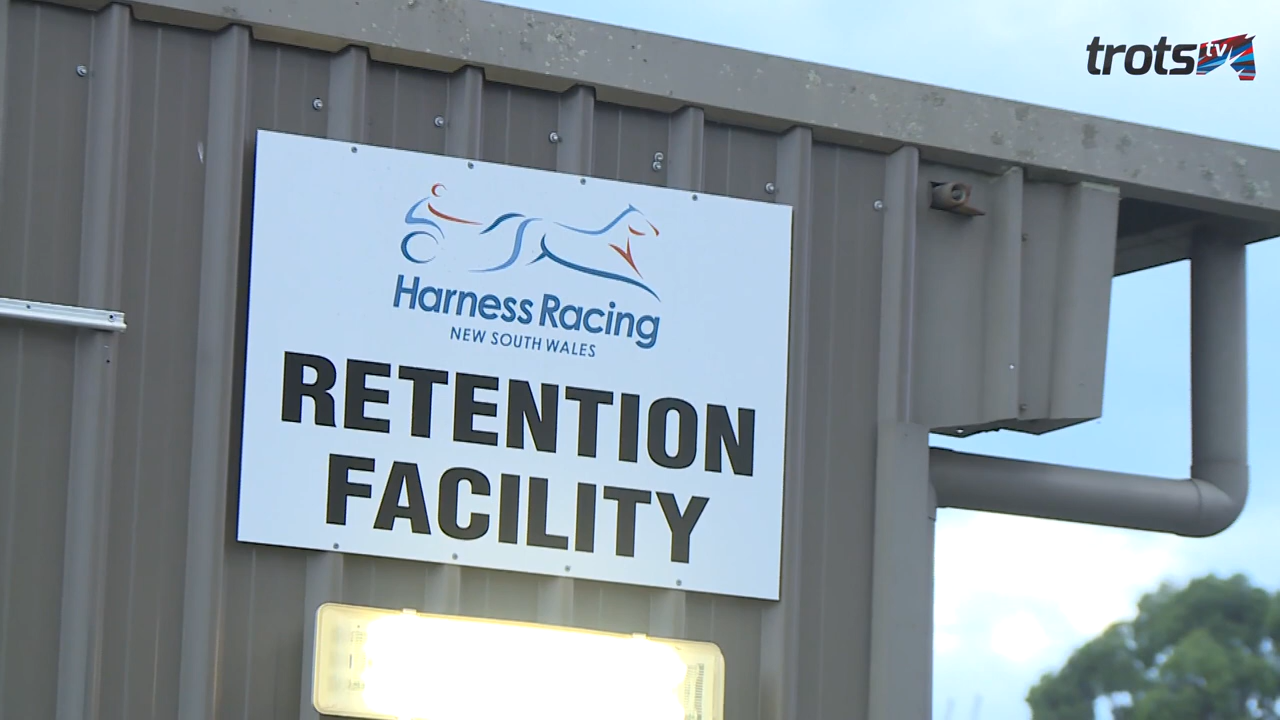 trots tv
Harness Racing
NEW SOUTH WALES
RETENTION
FACILITY